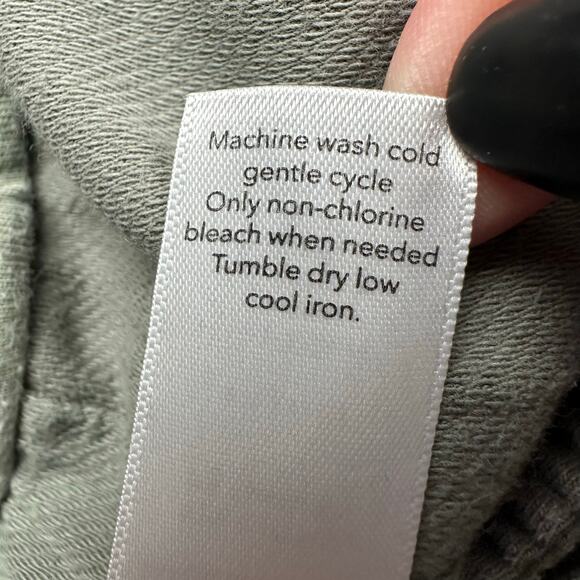 Machine wash cold
gentle cycle
Only non-chlorine
bleach when needed
Tumble dry low
cool iron.